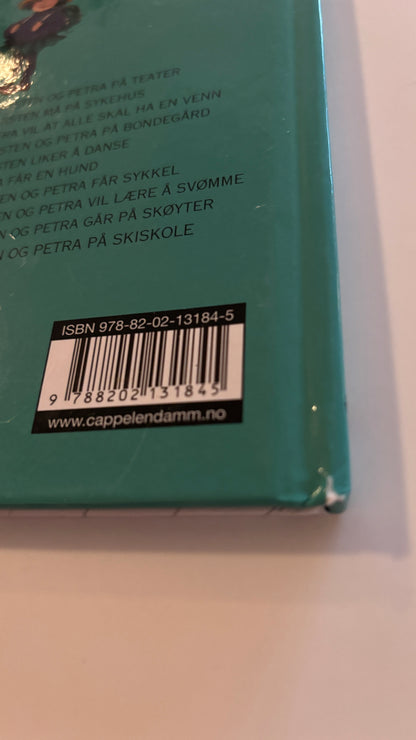 OG PETRA PÅ TEATER
MÅ PÅ SYKEHUS
VIL AT ALLE SKAL HA EN VENN
OG PETRA PÅ BONDEGÅRD
LIKER Å DANSE
FÅR EN HUND
OG PETRA FÅR SYKKEL
OG PETRA VIL LÆRE Å SVØMME
OG PETRA GÅR PÅ SKØYTER
OG PETRA PÅ SKISKOLE
ISBN 978-82-02-13184-5
9 788202 131845
www.cappelendamm.no